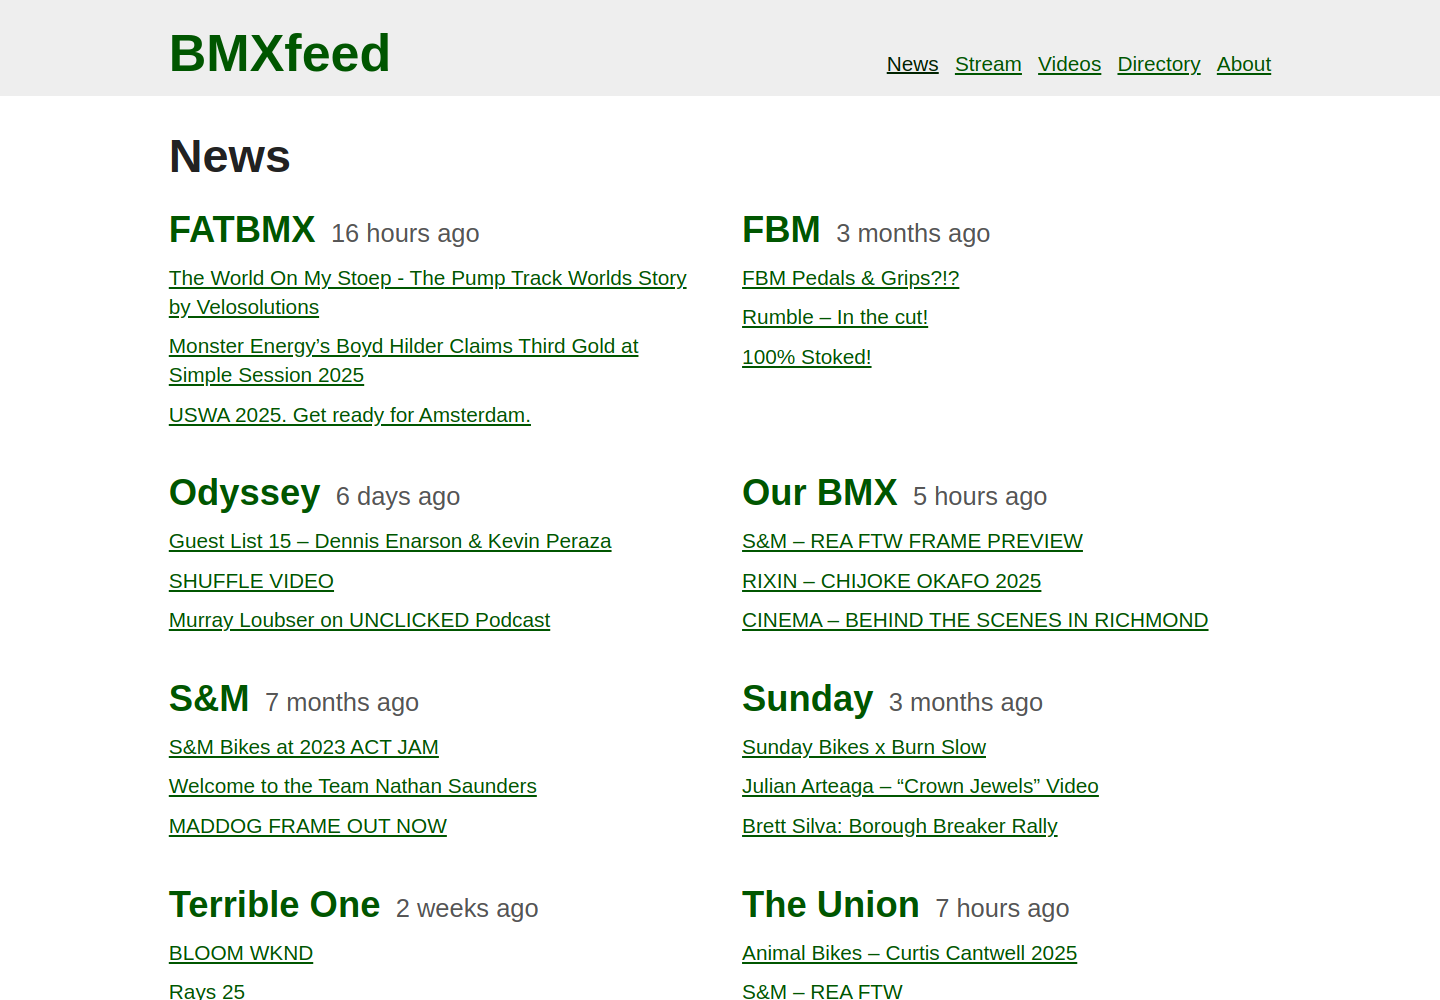 BMXfeed
News Stream Videos Directory About
News
FATBMX 16 hours ago
The World On My Stoep - The Pump Track Worlds Story
by Velosolutions
Monster Energy’s Boyd Hilder Claims Third Gold at
Simple Session 2025
USWA 2025. Get ready for Amsterdam.
FBM 3 months ago
FBM Pedals & Grips?!?
Rumble – In the cut!
100% Stoked!
Odyssey 6 days ago
Guest List 15 – Dennis Enarson & Kevin Peraza
SHUFFLE VIDEO
Murray Loubser on UNCLICKED Podcast
Our BMX 5 hours ago
S&M – REA FTW FRAME PREVIEW
RIXIN – CHIJOKE OKAFO 2025
CINEMA – BEHIND THE SCENES IN RICHMOND
S&M 7 months ago
S&M Bikes at 2023 ACT JAM
Welcome to the Team Nathan Saunders
MADDOG FRAME OUT NOW
Sunday 3 months ago
Sunday Bikes x Burn Slow
Julian Arteaga – “Crown Jewels” Video
Brett Silva: Borough Breaker Rally
Terrible One 2 weeks ago
BLOOM WKND
Rays 25
The Union 7 hours ago
Animal Bikes – Curtis Cantwell 2025
S&M – REA FTW